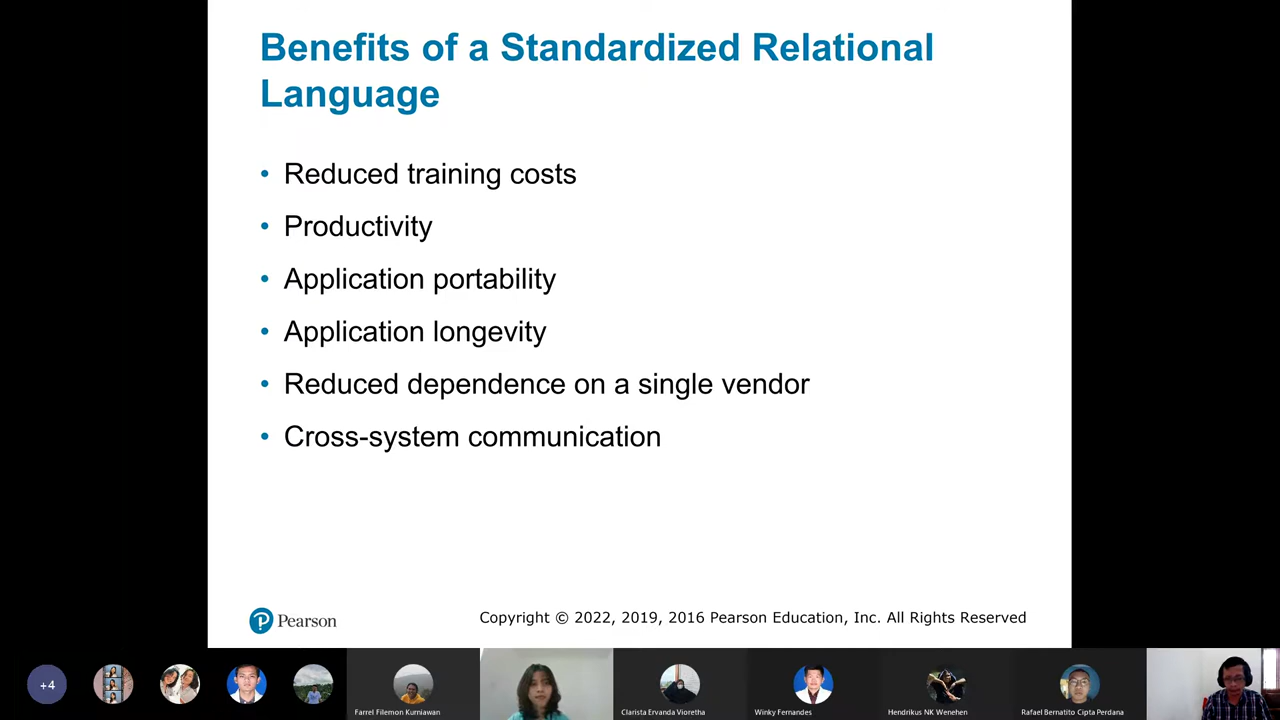 Benefits of a Standardized Relational
Language
• Reduced training costs
• Productivity
• Application portability
• Application longevity
• Reduced dependence on a single vendor
• Cross-system communication
Pearson
Copyright © 2022, 2019, 2016 Pearson Education, Inc. All Rights Reserved
+4
Farrel Filemon Kurniawan
Clarista Ervanda Vioretha
Winky Fernandes
Hendrikus NK Wenehen
Rafael Bernatito Cipta Perdana